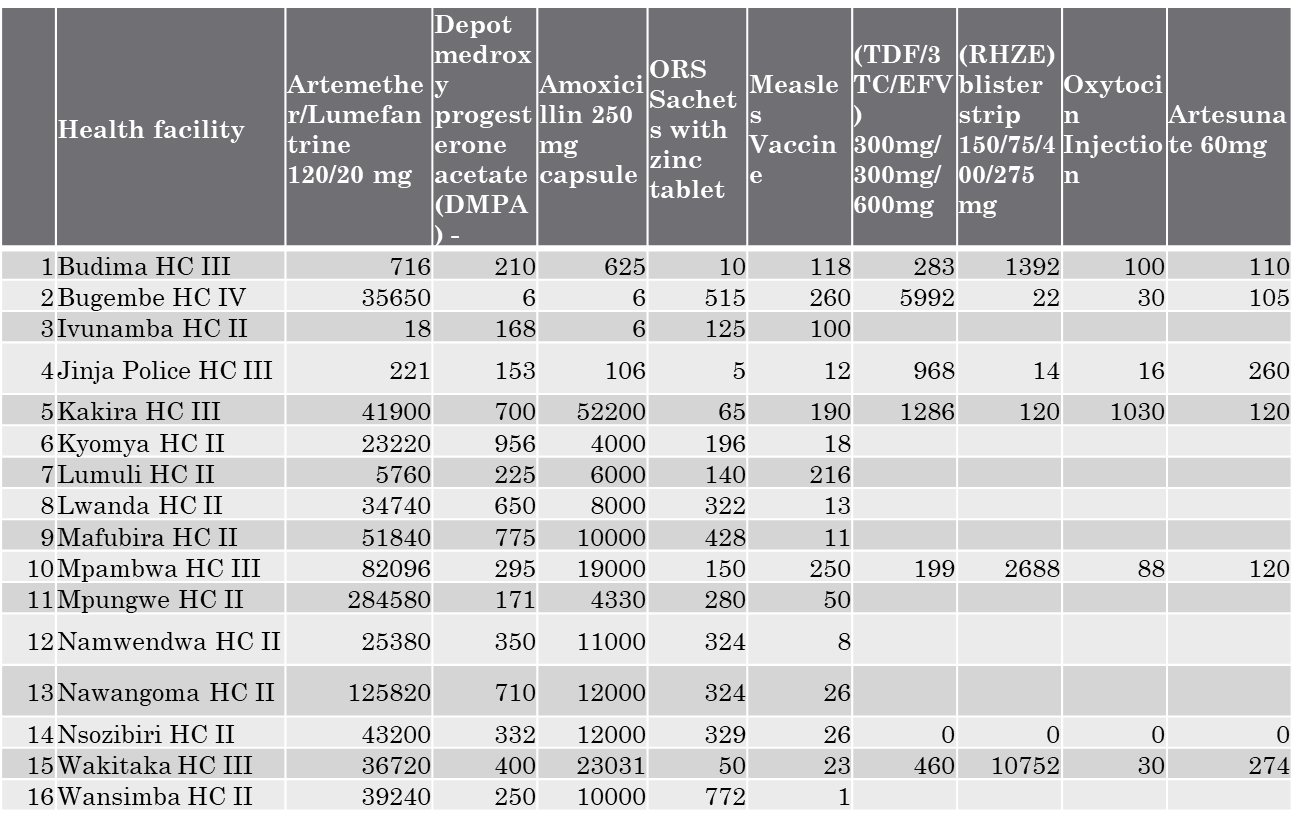 Health facility Artemether/Lumefantrine 120/20 mg Depot medroxyprogesterone acetate (DMPA) - Amoxicillin 250 mg capsule ORS Sachets with zinc tablet Measles Vaccine (TDF/3TC/EFV) 300mg/300mg/600mg (RHZE) blister strip 150/75/400/275 mg Oxytocin Injection Artesunate 60mg
1 Budima HC III 716 210 625 10 118 283 1392 100 110
2 Bugembe HC IV 35650 6 6 515 260 5992 22 30 105
3 Ivunamba HC II 18 168 6 125 100
4 Jinja Police HC III 221 153 106 5 12 968 14 16 260
5 Kakira HC III 41900 700 52200 65 190 1286 120 1030 120
6 Kyomya HC II 23220 956 4000 196 18
7 Lumuli HC II 5760 225 6000 140 216
8 Lwanda HC II 34740 650 8000 322 13
9 Mafubira HC II 51840 775 10000 428 11
10 Mpambwa HC III 82096 295 19000 150 250 199 2688 88 120
11 Mpungwe HC II 284580 171 4330 280 50
12 Namwendwa HC II 25380 350 11000 324 8
13 Nawangoma HC II 125820 710 12000 324 26
14 Nsozibiri HC II 43200 332 12000 329 26 0 0 0 0
15 Wakitaka HC III 36720 400 23031 50 23 460 10752 30 274
16 Wansimba HC II 39240 250 10000 772 1